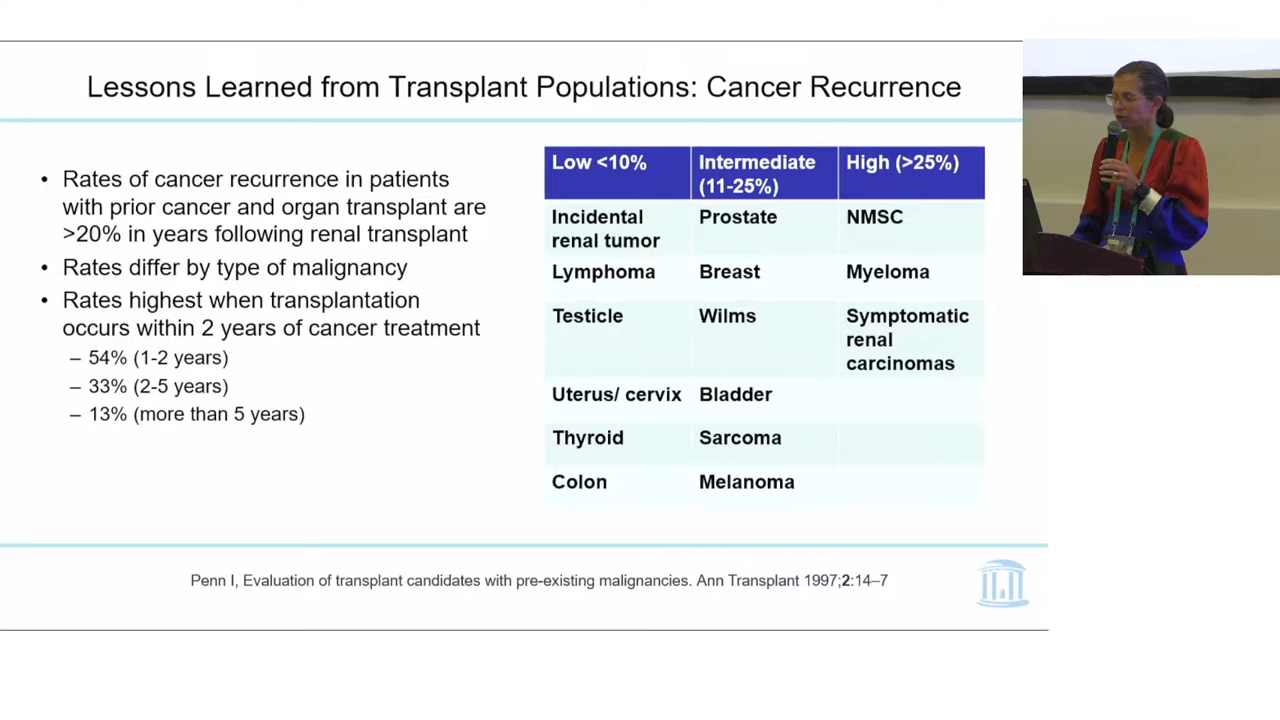 Lessons Learned from Transplant Populations: Cancer Recurrence
• Rates of cancer recurrence in patients
with prior cancer and organ transplant are
>20% in years following renal transplant
• Rates differ by type of malignancy
• Rates highest when transplantation
occurs within 2 years of cancer treatment
– 54% (1-2 years)
– 33% (2-5 years)
– 13% (more than 5 years)
Low <10%
Intermediate
(11-25%)
High (>25%)
Incidental
renal tumor
Prostate
NMSC
Lymphoma
Breast
Myeloma
Testicle
Wilms
Symptomatic
renal
carcinomas
Uterus/ cervix
Bladder
Thyroid
Sarcoma
Colon
Melanoma
Penn I, Evaluation of transplant candidates with pre-existing malignancies. Ann Transplant 1997;2:14–7